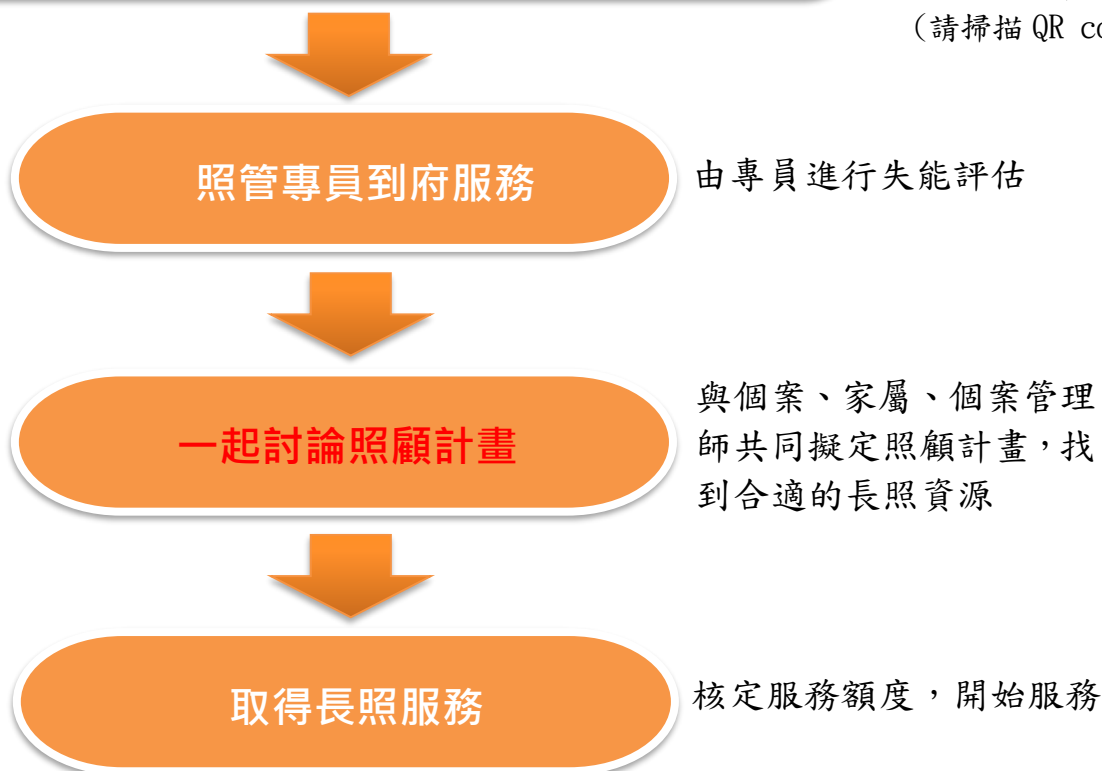 (請掃描 QR co
照管專員到府服務
由專員進行失能評估
一起討論照顧計畫
與個案、家屬、個案管理
師共同擬定照顧計畫，找
到合適的長照資源
取得長照服務
核定服務額度，開始服務